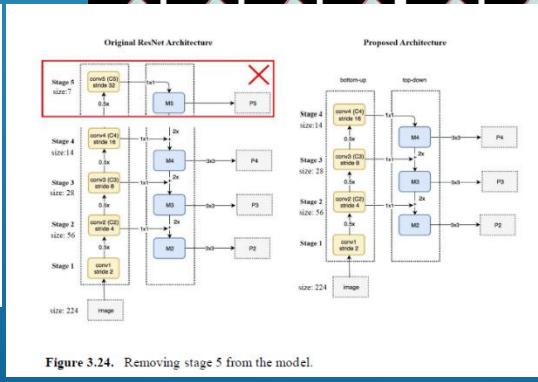 Original ResNet Architecture
Stage 5
size:7
conv5 (C5)
stride 32
1x1
M5
P5
0.5x
2x
Stage 4
size:14
conv4 (C4)
stride 16
1x1
M4
3x3
P4
0.5x
2x
Stage 3
size: 28
conv3 (C3)
stride 8
1x1
M3
3x3
P3
0.5x
2x
Stage 2
size: 56
conv2 (C2)
stride 4
1x1
M2
3x3
P2
0.5x
Stage 1
conv1
stride 2
size: 224
image
Proposed Architecture
bottom-up
top-down
Stage 4
size:14
conv4 (C4)
stride 16
1x1
M4
3x3
P4
0.5x
2x
Stage 3
size: 28
conv3 (C3)
stride 8
1x1
M3
3x3
P3
0.5x
2x
Stage 2
size: 56
conv2 (C2)
stride 4
1x1
M2
3x3
P2
0.5x
Stage 1
conv1
stride 2
size: 224
image
Figure 3.24. Removing stage 5 from the model.